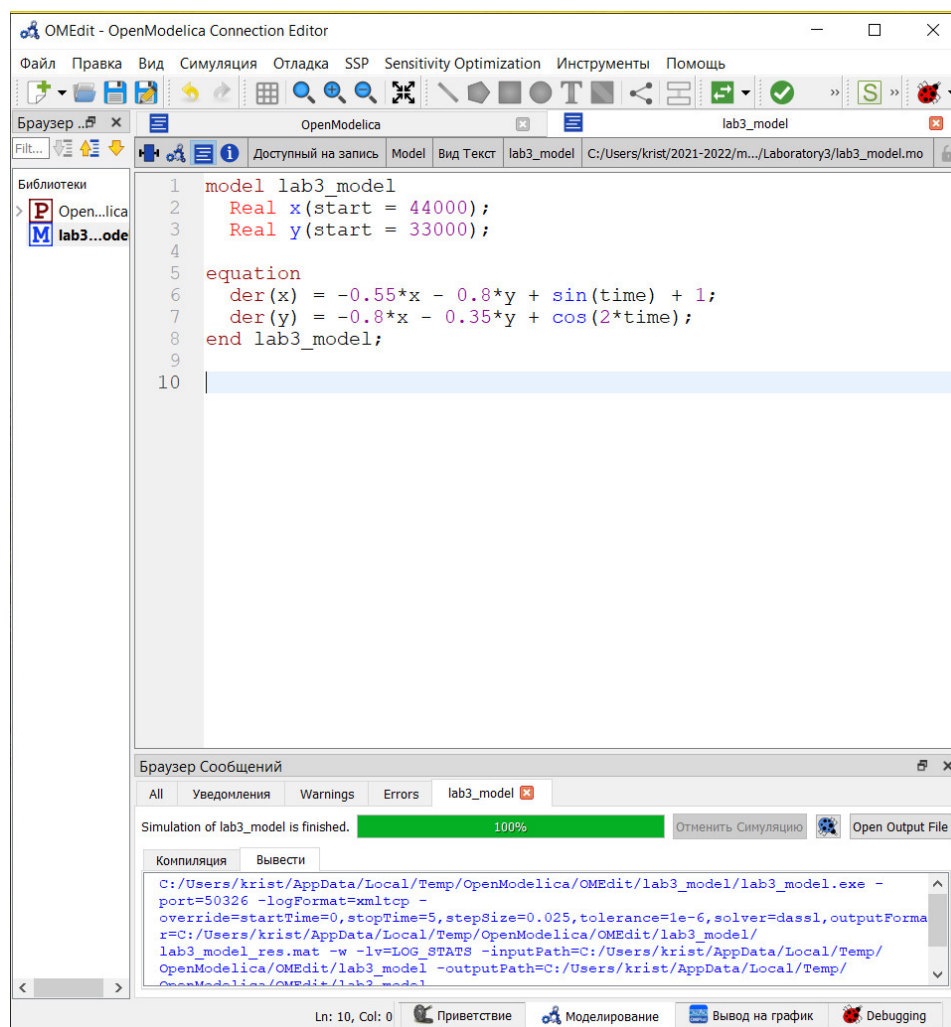 OMEdit - OpenModelica Connection Editor
Файл Правка Вид Симуляция Отладка SSP Sensitivity Optimization Инструменты Помощь
T » S »
Браузер ..
OpenModelica
lab3_model
Filt...
Доступный на запись Model Вид Текст lab3_model C:/Users/krist/2021-2022/m.../Laboratory3/lab3_model.mo
Библиотеки
P Open...lica
M lab3...ode
1 model lab3_model
2 Real x(start = 44000);
3 Real y(start = 33000);
4
5 equation
6 der(x) = -0.55*x - 0.8*y + sin(time) + 1;
7 der(y) = -0.8*x - 0.35*y + cos(2*time);
8 end lab3_model;
9
10
Браузер Сообщений
All Уведомления Warnings Errors lab3_model
Simulation of lab3_model is finished. 100% Отменить Симуляцию Open Output File
Компиляция Вывести
C:/Users/krist/AppData/Local/Temp/OpenModelica/OMEdit/lab3_model/lab3_model.exe -
port=50326 -logFormat=xmltcp -
override=startTime=0,stopTime=5,stepSize=0.025,tolerance=1e-6,solver=dassl,outputForma
r=C:/Users/krist/AppData/Local/Temp/OpenModelica/OMEdit/lab3_model/
lab3_model_res.mat -w -lv=LOG_STATS -inputPath=C:/Users/krist/AppData/Local/Temp/
OpenModelica/OMEdit/lab3_model -outputPath=C:/Users/krist/AppData/Local/Temp/
OpenModelica/OMEdit/lab3_model
Ln: 10, Col: 0 Приветствие Моделирование Вывод на график Debugging